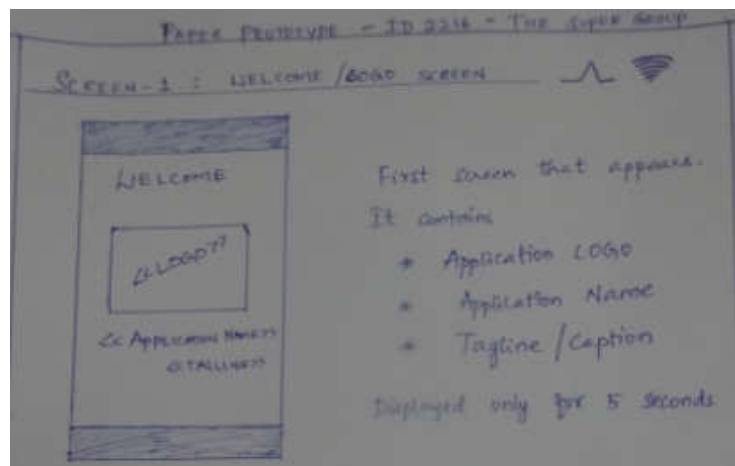 PAPER PROTOTYPE - ID 2216 - THE SUPER GROUP
SCREEN-1 : WELCOME /LOGO SCREEN
WELCOME
<<LOGO>>
<< APPLICATION NAME>>
First screen that appears.
It contains
* Application LOGO
* Application Name
* Tagline / Caption
Displayed only for 5 seconds